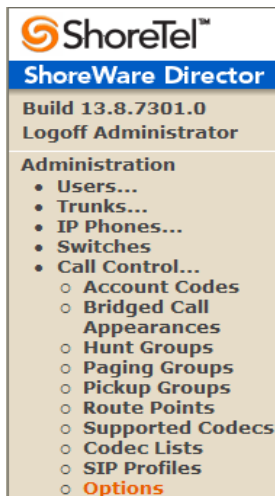 ShoreTel™
ShoreWare Director
Build 13.8.7301.0
Logoff Administrator
Administration
• Users...
• Trunks...
• IP Phones...
• Switches
• Call Control...
○ Account Codes
○ Bridged Call
Appearances
○ Hunt Groups
○ Paging Groups
○ Pickup Groups
○ Route Points
○ Supported Codecs
○ Codec Lists
○ SIP Profiles
○ Options